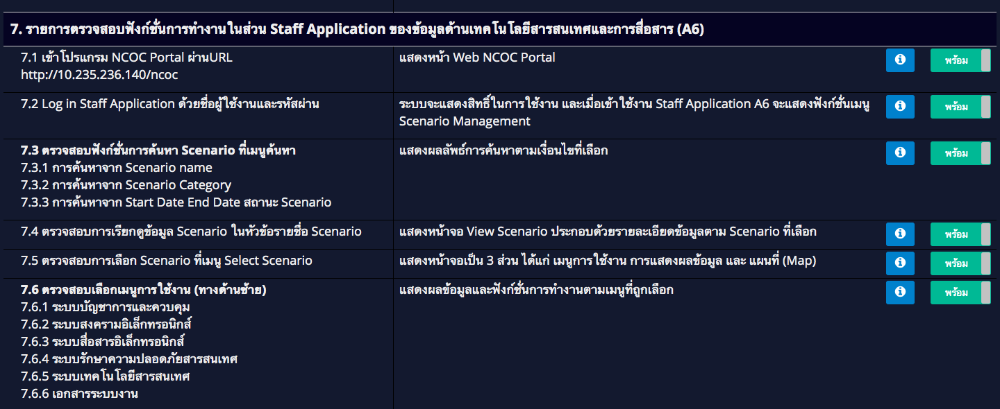 7. รายการตรวจสอบฟังก์ชั่นการทำงานในส่วน Staff Application ของข้อมูลด้านเทคโนโลยีสารสนเทศและการสื่อสาร (A6)
7.1 เข้าโปรแกรม NCOC Portal ผ่านURL
http://10.235.236.140/ncoc
แสดงหน้า Web NCOC Portal
พร้อม
7.2 Log in Staff Application ด้วยชื่อผู้ใช้งานและรหัสผ่าน
ระบบจะแสดงสิทธิ์ในการใช้งาน และเมื่อเข้าใช้งาน Staff Application A6 จะแสดงฟังก์ชั่นเมนู
Scenario Management
พร้อม
7.3 ตรวจสอบฟังก์ชั่นการค้นหา Scenario ที่เมนูค้นหา
7.3.1 การค้นหาจาก Scenario name
7.3.2 การค้นหาจาก Scenario Category
7.3.3 การค้นหาจาก Start Date End Date สถานะ Scenario
แสดงผลลัพธ์การค้นหาตามเงื่อนไขที่เลือก
พร้อม
7.4 ตรวจสอบการเรียกดูข้อมูล Scenario ในหัวข้อรายชื่อ Scenario
แสดงหน้าจอ View Scenario ประกอบด้วยรายละเอียดข้อมูลตาม Scenario ที่เลือก
พร้อม
7.5 ตรวจสอบการเลือก Scenario ที่เมนู Select Scenario
แสดงหน้าจอเป็น 3 ส่วน ได้แก่ เมนูการใช้งาน การแสดงผลข้อมูล และ แผนที่ (Map)
พร้อม
7.6 ตรวจสอบเลือกเมนูการใช้งาน (ทางด้านซ้าย)
7.6.1 ระบบบัญชาการและควบคุม
7.6.2 ระบบสงครามอิเล็กทรอนิกส์
7.6.3 ระบบสื่อสารอิเล็กทรอนิกส์
7.6.4 ระบบรักษาความปลอดภัยสารสนเทศ
7.6.5 ระบบเทคโนโลยีสารสนเทศ
7.6.6 เอกสารระบบงาน
แสดงผลข้อมูลและฟังก์ชั่นการทำงานตามเมนูที่ถูกเลือก
พร้อม